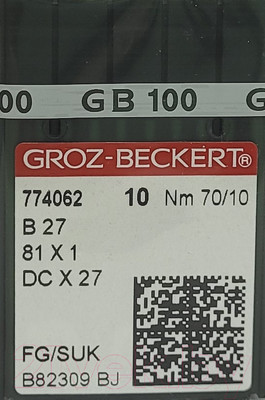 00 GB 100 G
GROZ-BECKERT®
774062 10 Nm 70/10
B 27
81 X 1
DC X 27
FG/SUK
B82309 BJ